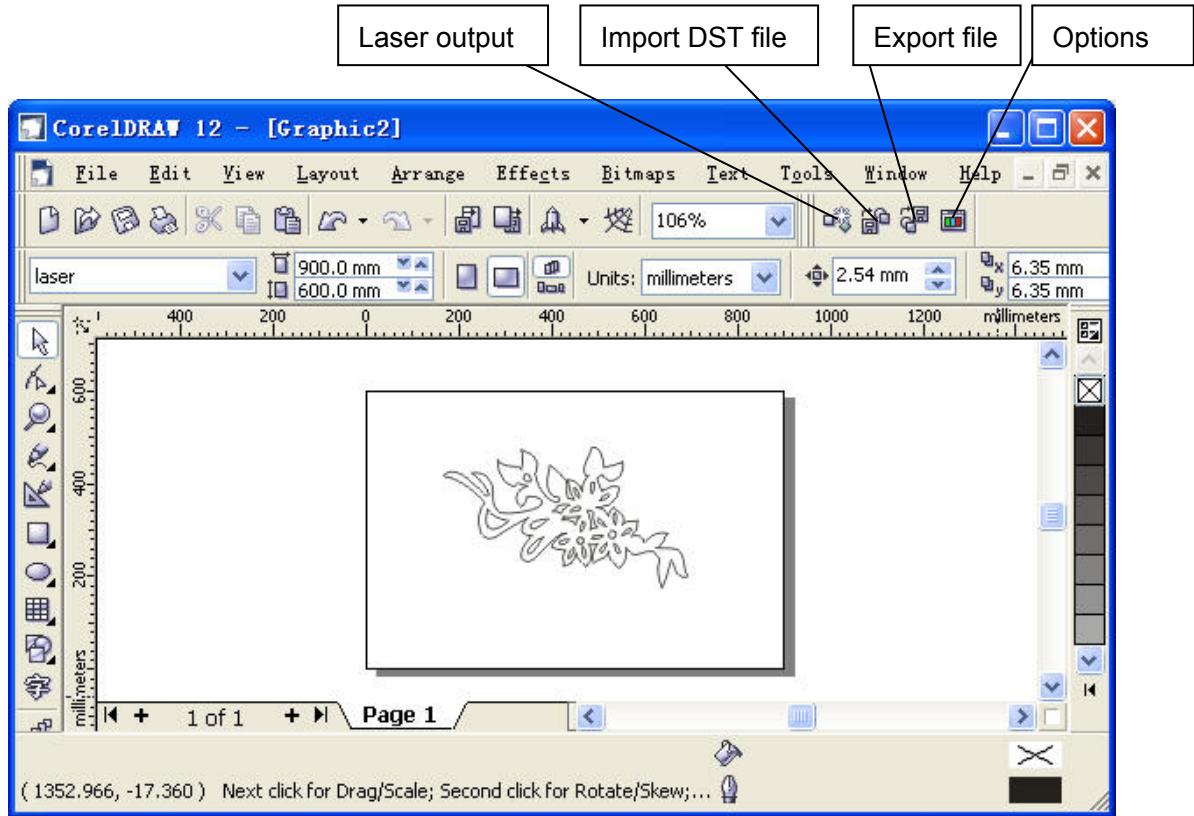 Laser output
Import DST file
Export file
Options
CorelDRAW 12 - [Graphic2]
File Edit View Layout Arrange Effects Bitmaps Text Tools Window Help
106%
laser
900.0 mm
600.0 mm
Units: millimeters
2.54 mm
x 6.35 mm
y 6.35 mm
400 200 0 200 400 600 800 1000 1200 millimeters
600
400
200
millimeters
字
1 of 1
Page 1
( 1352.966, -17.360 ) Next click for Drag/Scale; Second click for Rotate/Skew;...